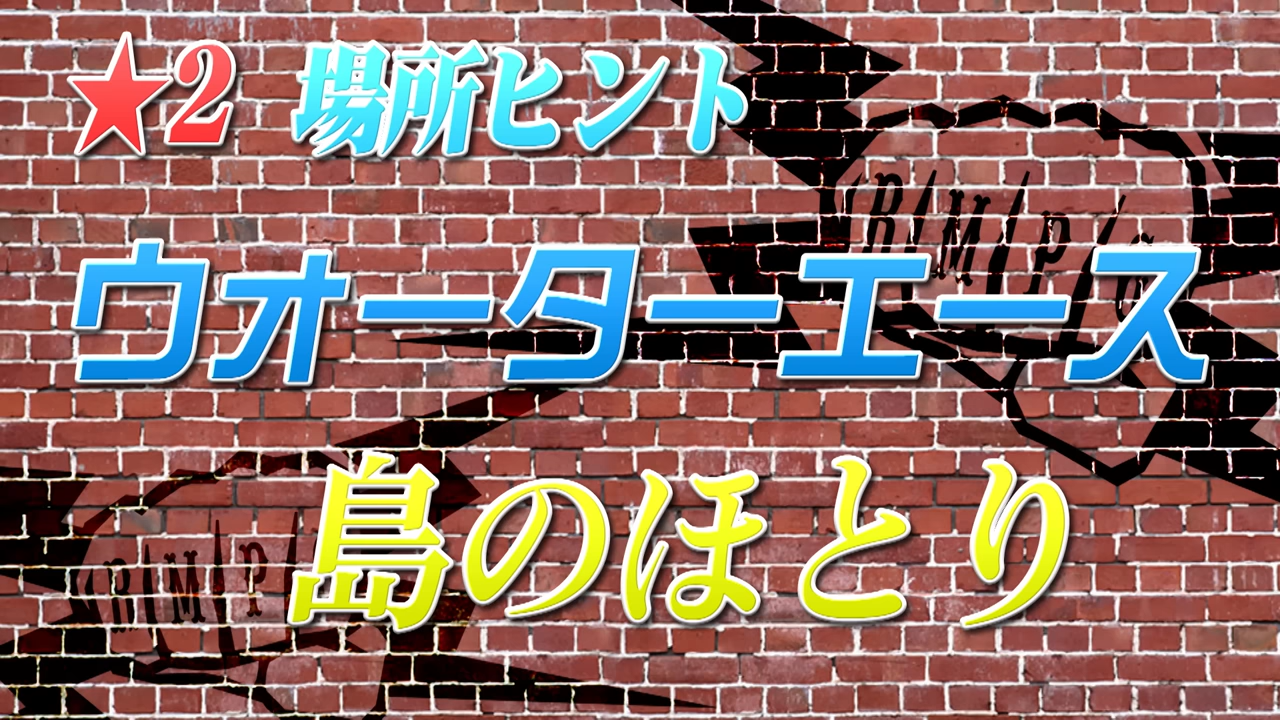 ★2 場所ヒント
ウォーターエース
島のほとり